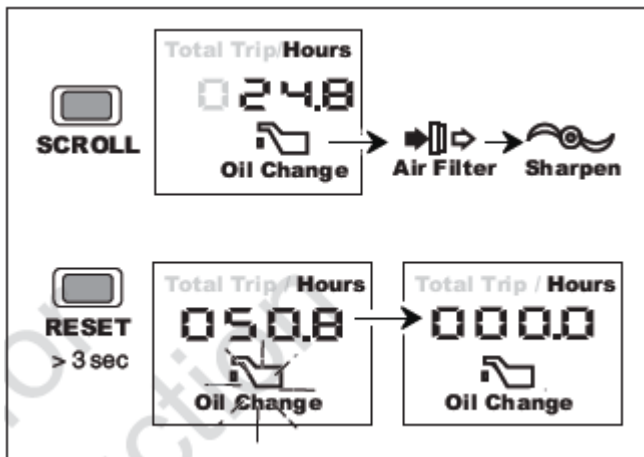 Total Trip/Hours
024.8
SCROLL
Oil Change
Air Filter
Sharpen
Total Trip / Hours
Total Trip / Hours
050.8
000.0
RESET
> 3 sec
Oil Change
Oil Change